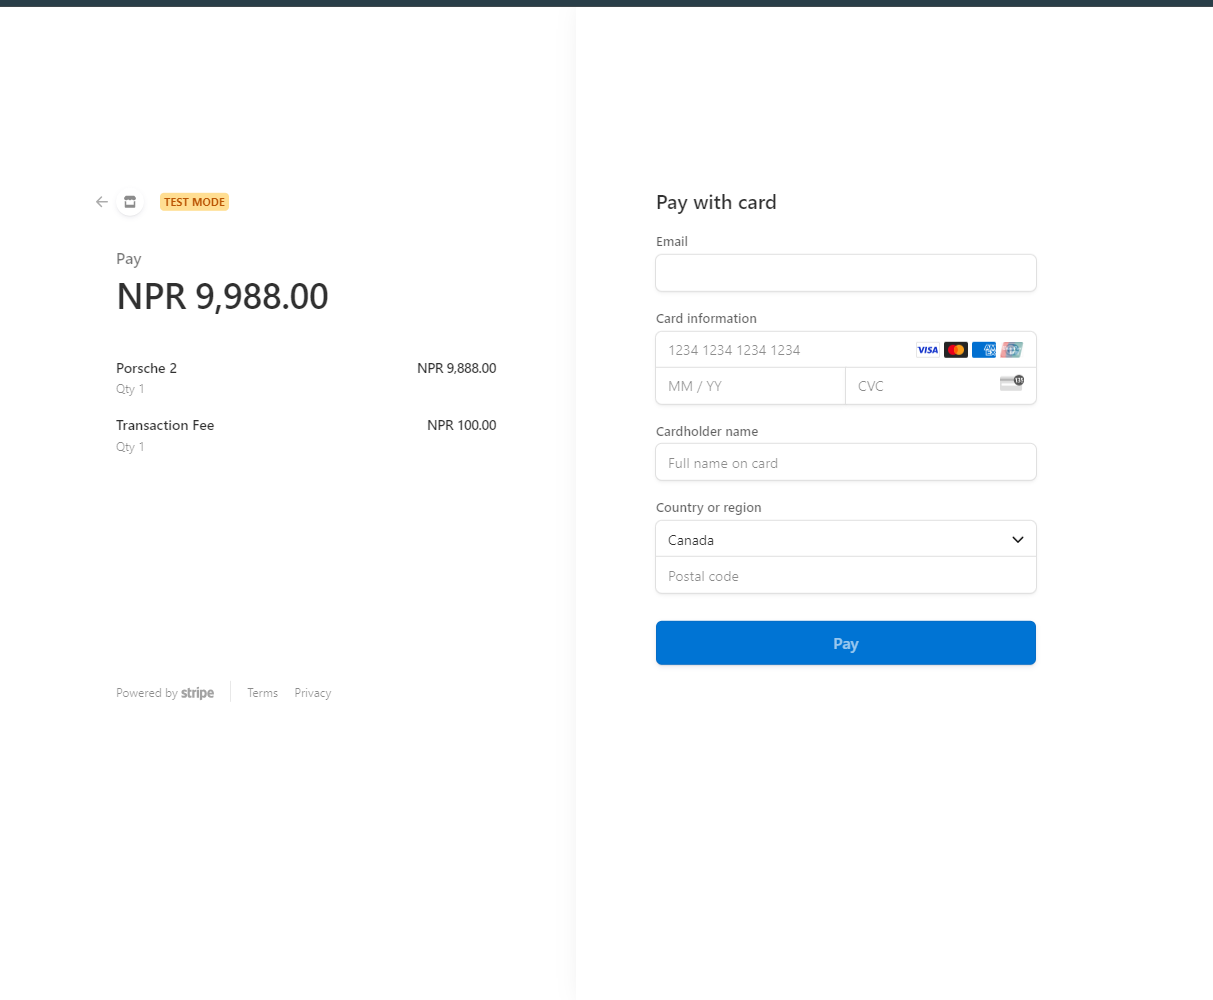 TEST MODE
Pay
NPR 9,988.00
Porsche 2 NPR 9,888.00
Qty 1
Transaction Fee NPR 100.00
Qty 1
Powered by stripe Terms Privacy
Pay with card
Email
Card information
1234 1234 1234 1234 VISA
MM / YY CVC
Cardholder name
Full name on card
Country or region
Canada
Postal code
Pay